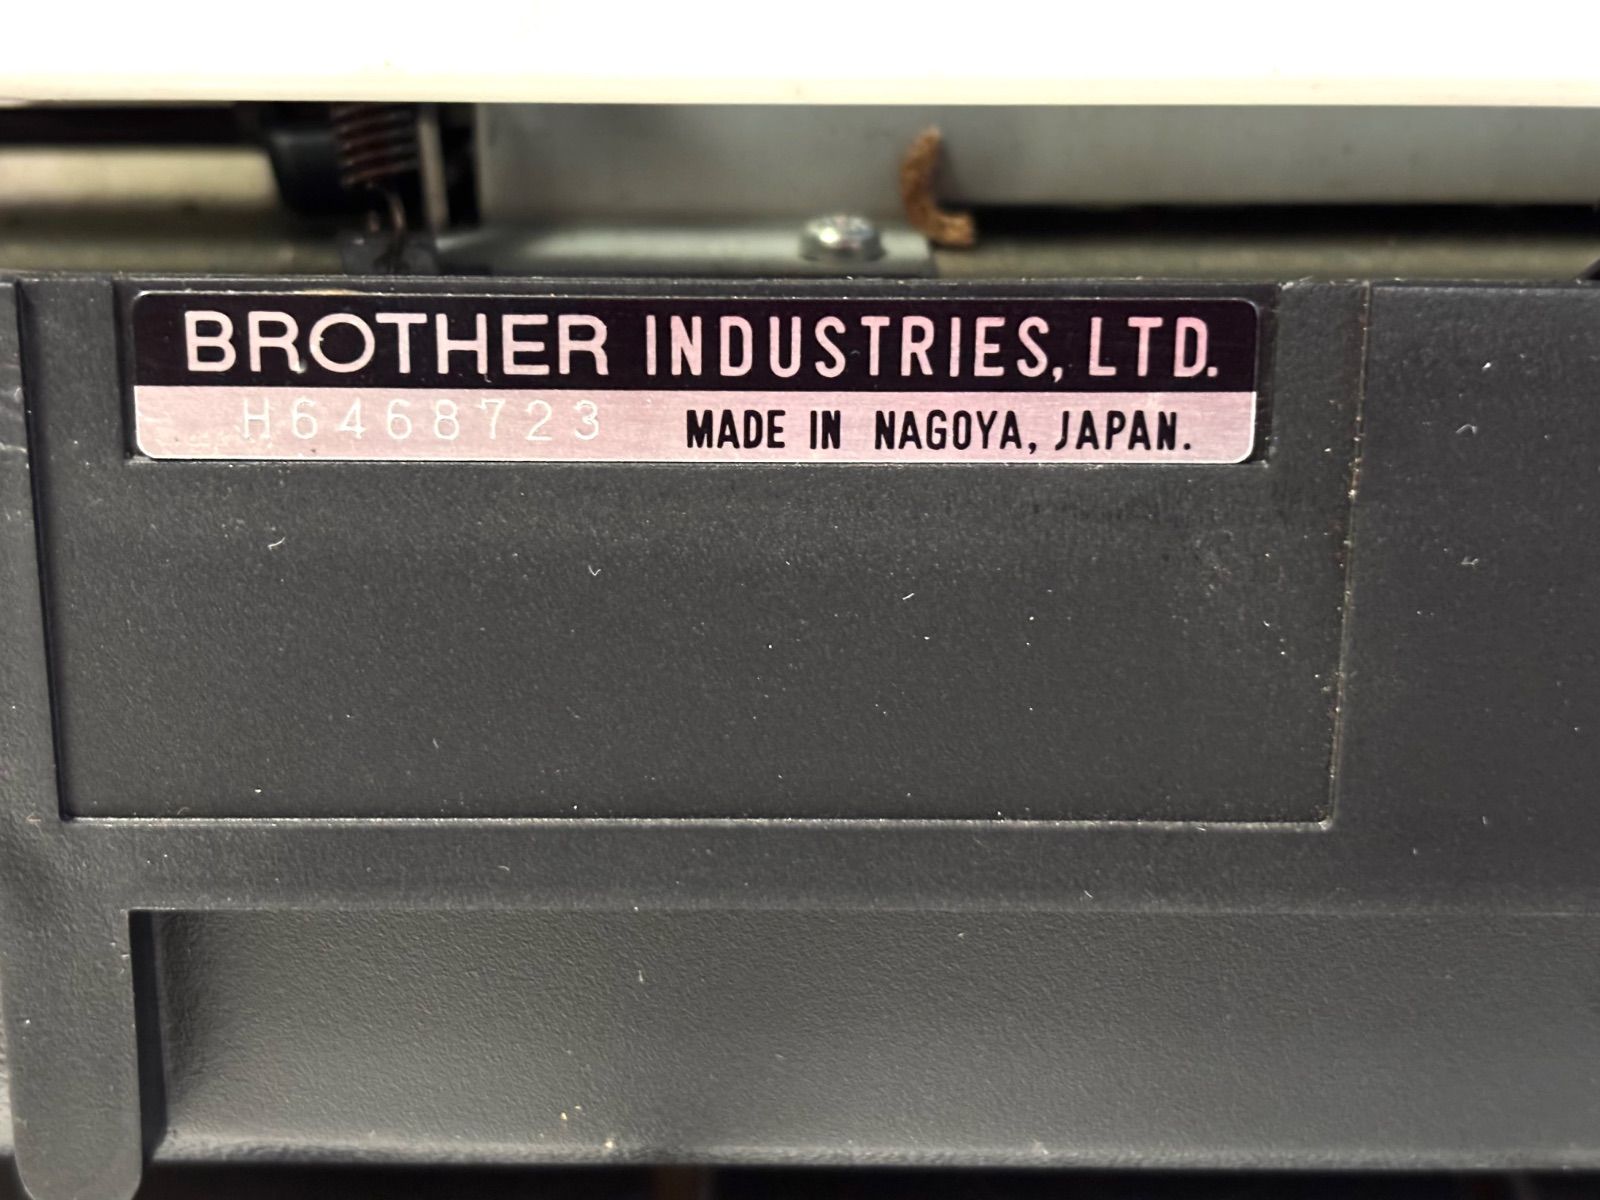 BROTHER INDUSTRIES, LTD.
H6468723 MADE IN NAGOYA, JAPAN.